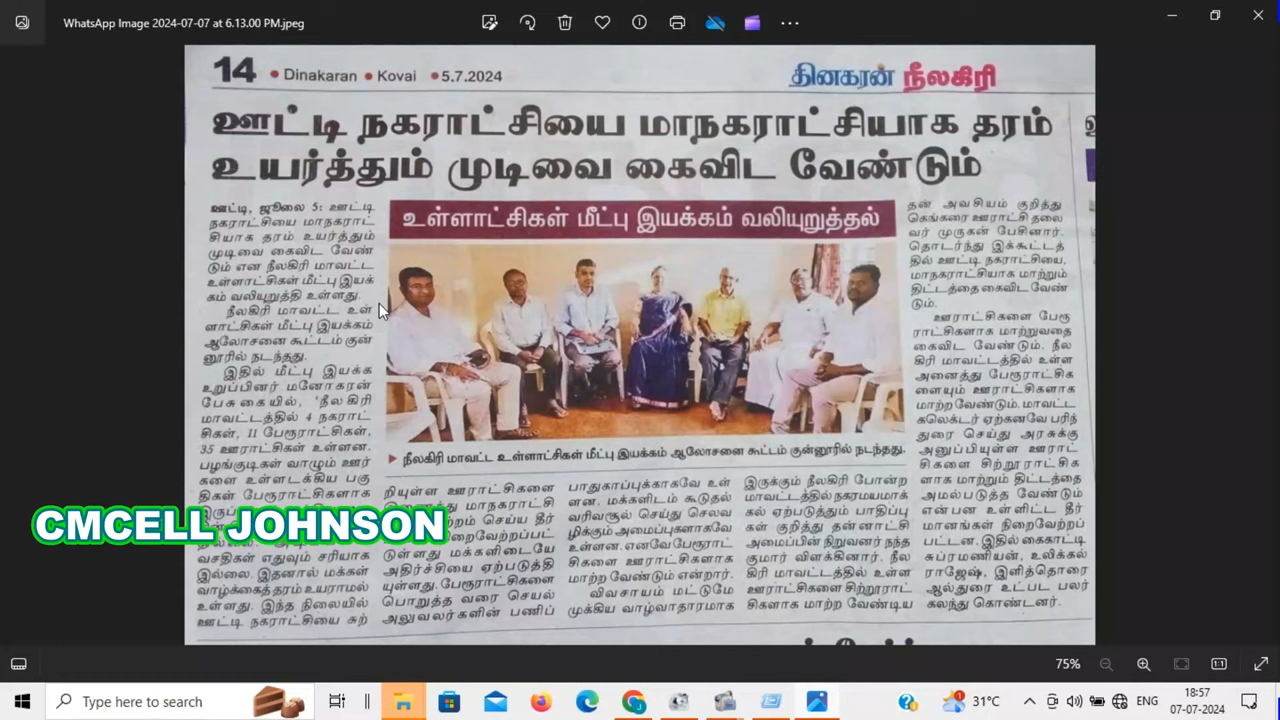 WhatsApp Image 2024-07-07 at 6.13.00 PM.jpeg
14 • Dinakaran • Kovai • 5.7.2024
தினகரன் நீலகிரி
ஊட்டி நகராட்சியை மாநகராட்சியாக தரம்
உயர்த்தும் முடிவை கைவிட வேண்டும்
உள்ளாட்சிகள் மீட்பு இயக்கம் வலியுறுத்தல்
ஊட்டி, ஜூலை 5: ஊட்டி
நகராட்சியை மாநகராட்
சியாக தரம் உயர்த்தும்
முடிவை கைவிட வேண்
டும் என நீலகிரி மாவட்ட
உள்ளாட்சிகள் மீட்பு இயக்
கம் வலியுறுத்தி உள்ளது.
நீலகிரி மாவட்ட உள்
ளாட்சிகள் மீட்பு இயக்கம்
ஆலோசனை கூட்டம் குன்
னூரில் நடந்தது.
இதில் மீட்பு இயக்க
உறுப்பினர் மனோகரன்
பேசுகையில், 'நீலகிரி
மாவட்டத்தில் 4 நகராட்
சிகள், 11 பேரூராட்சிகள்,
35 ஊராட்சிகள் உள்ளன.
பழங்குடிகள் வாழும் ஊர்
களை உள்ளடக்கிய பகு
திகள் பேரூராட்சிகளாக
வசதிகள் எதுவும் சரியாக
இல்லை. இதனால் மக்கள்
வாழ்க்கைத் தரம் உயராமல்
உள்ளது. இந்த நிலையில்
ஊட்டி நகராட்சியை சுற்
▶ நீலகிரி மாவட்ட உள்ளாட்சிகள் மீட்பு இயக்கம் ஆலோசனை கூட்டம் குன்னூரில் நடந்தது.
றியுள்ள ஊராட்சிகளை
மாநகராட்சி
செய்ய தீர்
டுள்ளது மக்களிடையே
அதிர்ச்சியை ஏற்படுத்தி
யுள்ளது. பேரூராட்சிகளை
பொறுத்த வரை செயல்
அலுவலர்களின் பணிப்
பாதுகாப்புக்காகவே உள்
ளன. மக்களிடம் கூடுதல்
வரிவசூல் செய்து செலவ
ழிக்கும் அமைப்புகளாகவே
உள்ளன. எனவே பேரூராட்
சிகளை ஊராட்சிகளாக
மாற்ற வேண்டும் என்றார்.
விவசாயம் மட்டுமே
முக்கிய வாழ்வாதாரமாக
இருக்கும் நீலகிரி போன்ற
மாவட்டத்தில் நகரமயமாக்
கல் ஏற்படுத்தும் பாதிப்பு
கள் குறித்து தன்னாட்சி
அமைப்பின் நிறுவனர் நந்த
குமார் விளக்கினார். நீல
கிரி மாவட்டத்தில் உள்ள
ஊராட்சிகளை சிற்றூராட்
சிகளாக மாற்ற வேண்டிய
தன் அவசியம் குறித்து
கெங்கரை ஊராட்சி தலை
வர் முருகன் பேசினார்.
தொடர்ந்து இக்கூட்டத்
தில் ஊட்டி நகராட்சியை,
மாநகராட்சியாக மாற்றும்
திட்டத்தை கைவிட வேண்
டும்.
ஊராட்சிகளை பேரூ
ராட்சிகளாக மாற்றுவதை
கைவிட வேண்டும். நீல
கிரி மாவட்டத்தில் உள்ள
அனைத்து பேரூராட்சிக
ளையும் ஊராட்சிகளாக
மாற்றவேண்டும். மாவட்ட
கலெக்டர் ஏற்கனவே பரிந்
துரை செய்து அரசுக்கு
அனுப்பியுள்ள ஊராட்
சிகளை சிற்றூராட்சிக
ளாக மாற்றும் திட்டத்தை
அமல்படுத்த வேண்டும்
என்பன உள்ளிட்ட தீர்
மானங்கள் நிறைவேற்றப்
பட்டன. இதில் கைகாட்டி
சுப்ரமணியன், உலிக்கல்
ராஜேஷ், இளித்தொரை
ஆல்துரை உட்பட பலர்
கலந்து கொண்டனர்.
CMCELL JOHNSON
75%
Type here to search
31°C
ENG
18:57
07-07-2024